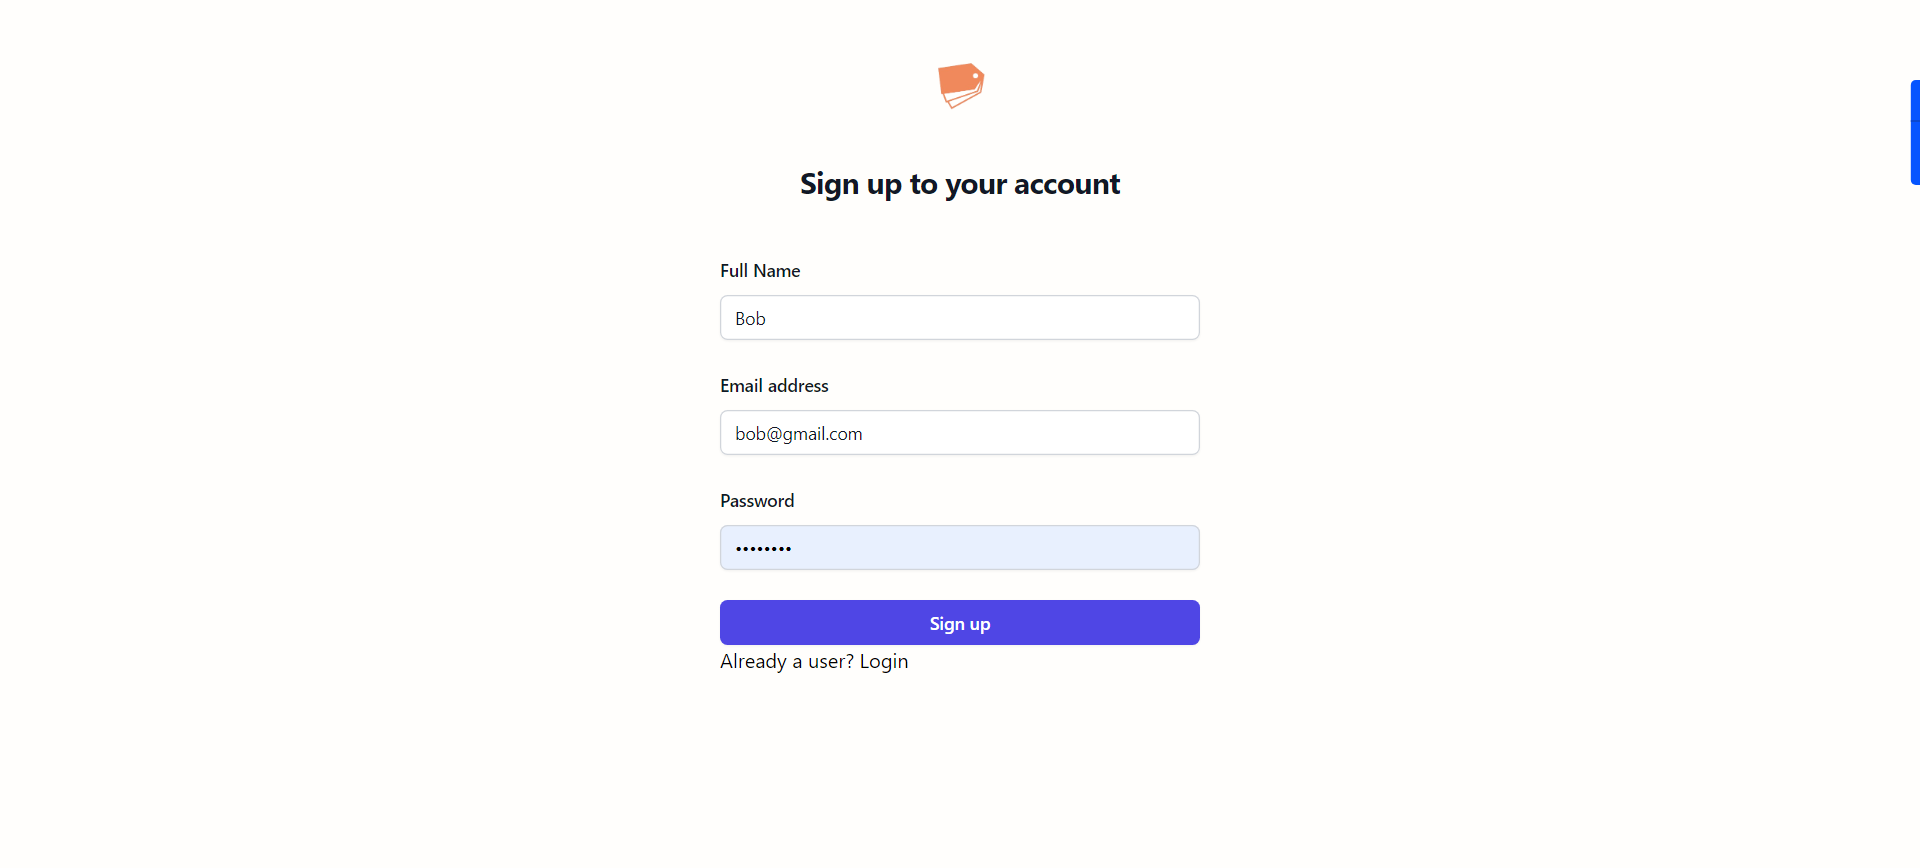 Sign up to your account
Full Name
Bob
Email address
bob@gmail.com
Password
••••••••
Sign up
Already a user? Login